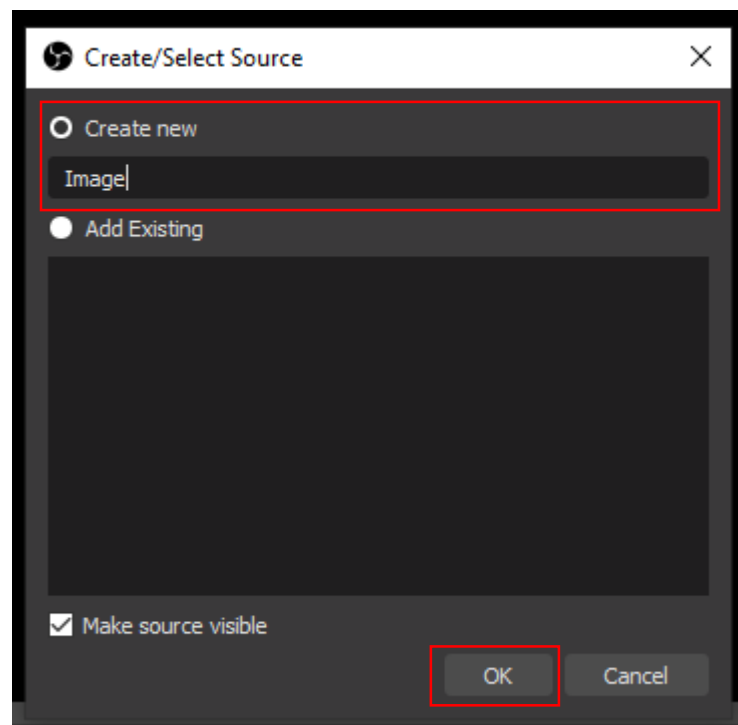 Create/Select Source
Create new
Image
Add Existing
Make source visible
OK Cancel